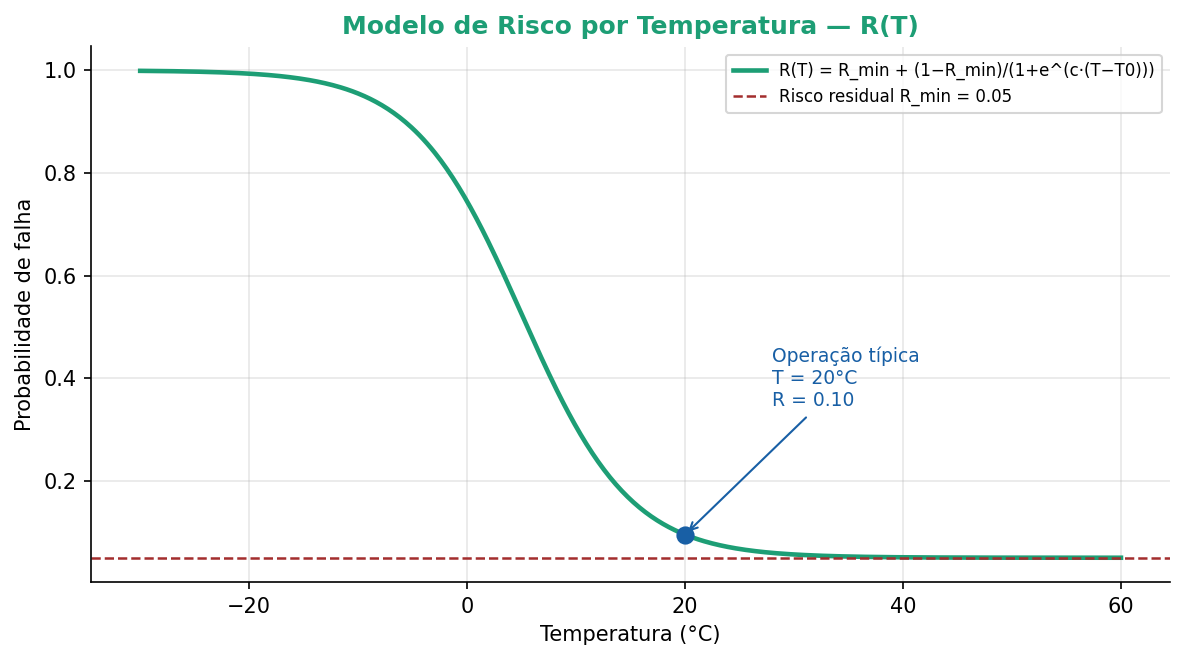 Modelo de Risco por Temperatura — R(T)
R(T) = R_min + (1−R_min)/(1+e^(c·(T−T0)))
Risco residual R_min = 0.05
1.0
0.8
0.6
0.4
0.2
Probabilidade de falha
Operação típica
T = 20°C
R = 0.10
−20
0
20
40
60
Temperatura (°C)